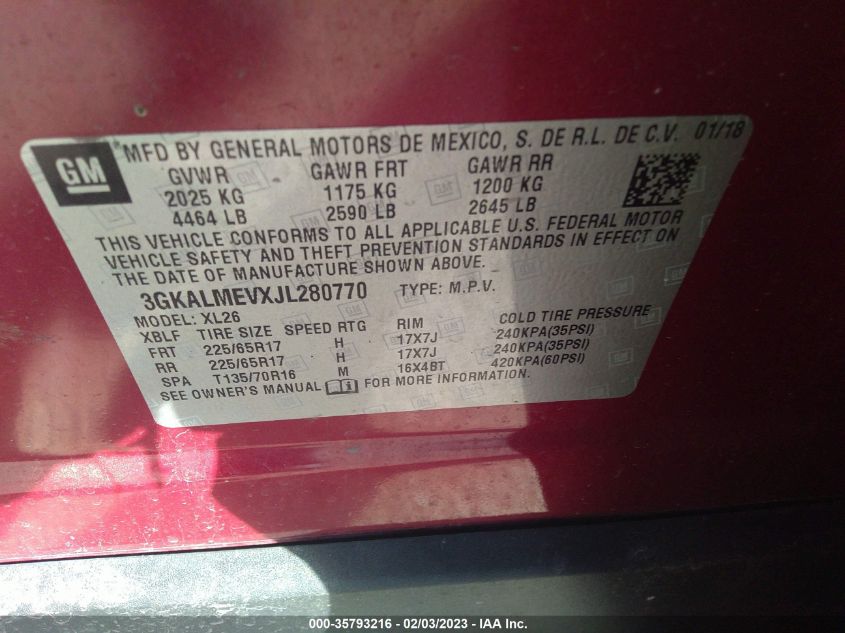 GM
MFD BY GENERAL MOTORS DE MEXICO, S. DE R.L. DE C.V. 01/18
GVWR GAWR FRT GAWR RR
2025 KG 1175 KG 1200 KG
4464 LB 2590 LB 2645 LB
THIS VEHICLE CONFORMS TO ALL APPLICABLE U.S. FEDERAL MOTOR
VEHICLE SAFETY AND THEFT PREVENTION STANDARDS IN EFFECT ON
THE DATE OF MANUFACTURE SHOWN ABOVE.
3GKALMEVXJL280770 TYPE: M.P.V.
MODEL: XL26
XBLF TIRE SIZE SPEED RTG RIM COLD TIRE PRESSURE
FRT 225/65R17 H 17X7J 240KPA(35PSI)
RR 225/65R17 H 17X7J 240KPA(35PSI)
SPA T135/70R16 M 16X4BT 420KPA(60PSI)
SEE OWNER'S MANUAL FOR MORE INFORMATION.
000-35793216 - 02/03/2023 - IAA Inc.